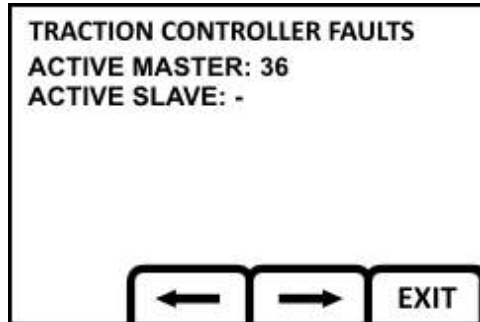 TRACTION CONTROLLER FAULTS
ACTIVE MASTER: 36
ACTIVE SLAVE: -
EXIT